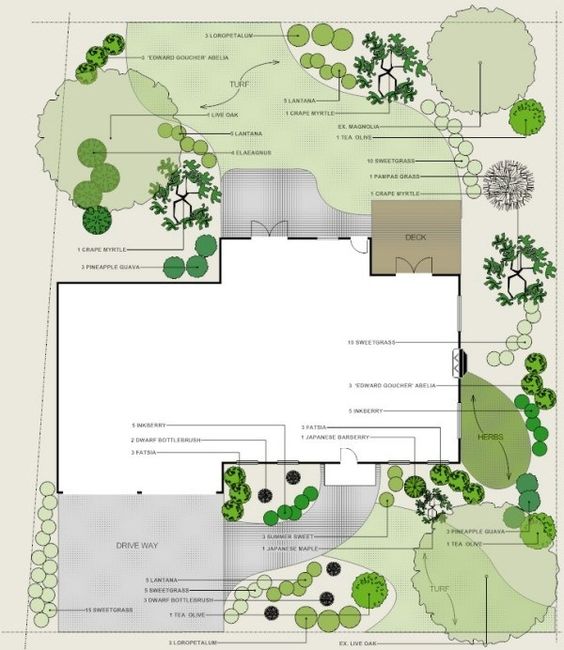 3 LOROPETALUM
3 'EDWARD GOUCHER' ABELIA
TURF
5 LANTANA
1 LIVE OAK
1 CRAPE MYRTLE
EX. MAGNOLIA
5 LANTANA
1 TEA OLIVE
4 ELAEAGNUS
10 SWEETGRASS
1 PAMPAS GRASS
1 CRAPE MYRTLE
DECK
1 CRAPE MYRTLE
3 PINEAPPLE GUAVA
10 SWEETGRASS
3 'EDWARD GOUCHER' ABELIA
5 INKBERRY
5 INKBERRY
3 FATSIA
2 DWARF BOTTLEBRUSH
1 JAPANESE BARBERRY
HERBS
3 FATSIA
3 SUMMER SWEET
3 PINEAPPLE GUAVA
DRIVE WAY
1 JAPANESE MAPLE
1 TEA OLIVE
5 LANTANA
5 SWEETGRASS
TURF
3 DWARF BOTTLEBRUSH
15 SWEETGRASS
1 TEA OLIVE
3 LOROPETALUM
EX. LIVE OAK